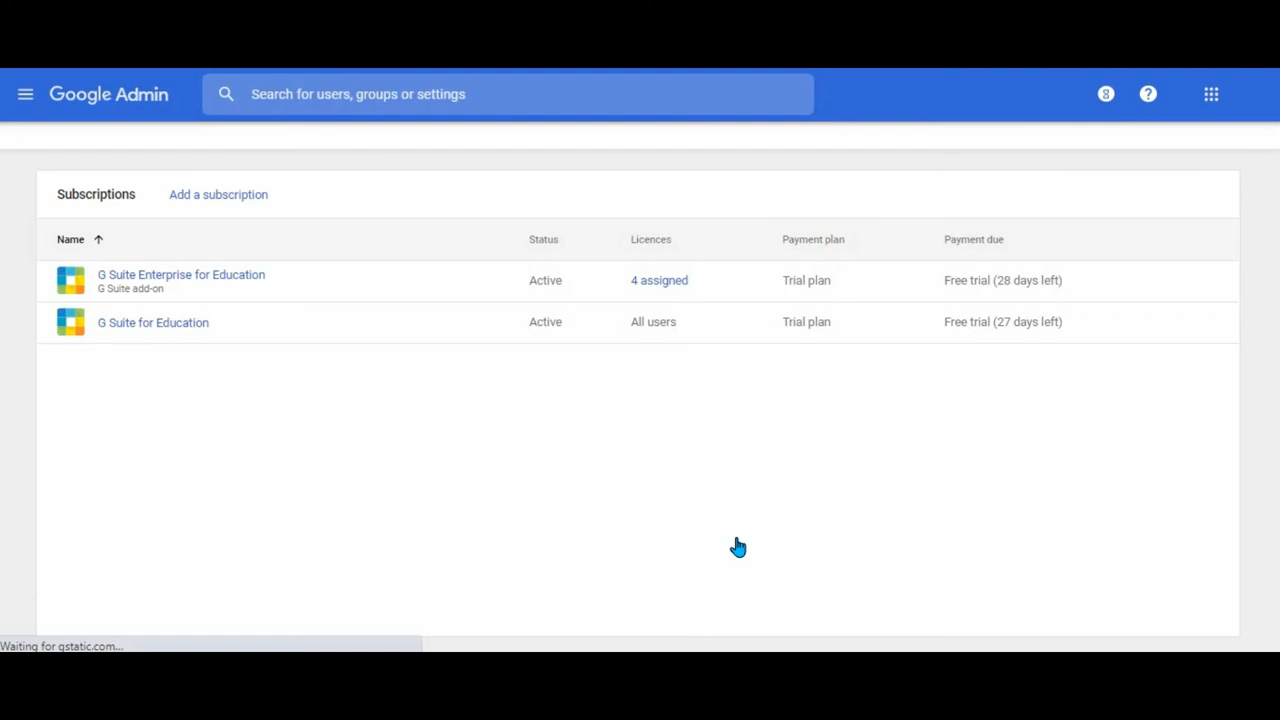 Google Admin
Search for users, groups or settings
8
?
Subscriptions
Add a subscription
Name Status Licences Payment plan Payment due
G Suite Enterprise for Education Active 4 assigned Trial plan Free trial (28 days left)
G Suite add-on
G Suite for Education Active All users Trial plan Free trial (27 days left)
Waiting for gstatic.com...